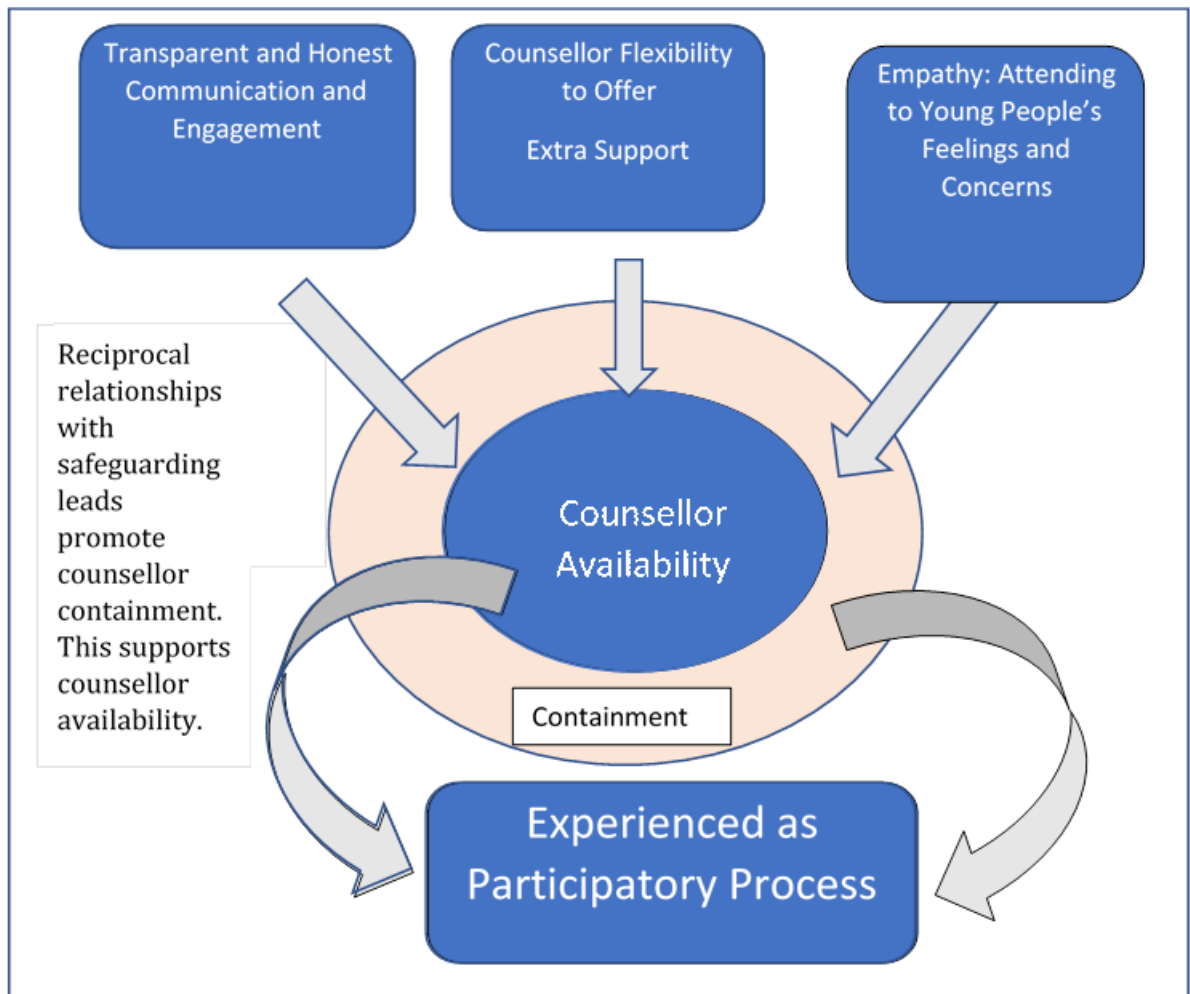 Transparent and Honest
Communication and
Engagement
Counsellor Flexibility
to Offer
Extra Support
Empathy: Attending
to Young People’s
Feelings and
Concerns
Reciprocal
relationships
with
safeguarding
leads
promote
counsellor
containment.
This supports
counsellor
availability.
Counsellor
Availability
Containment
Experienced as
Participatory Process